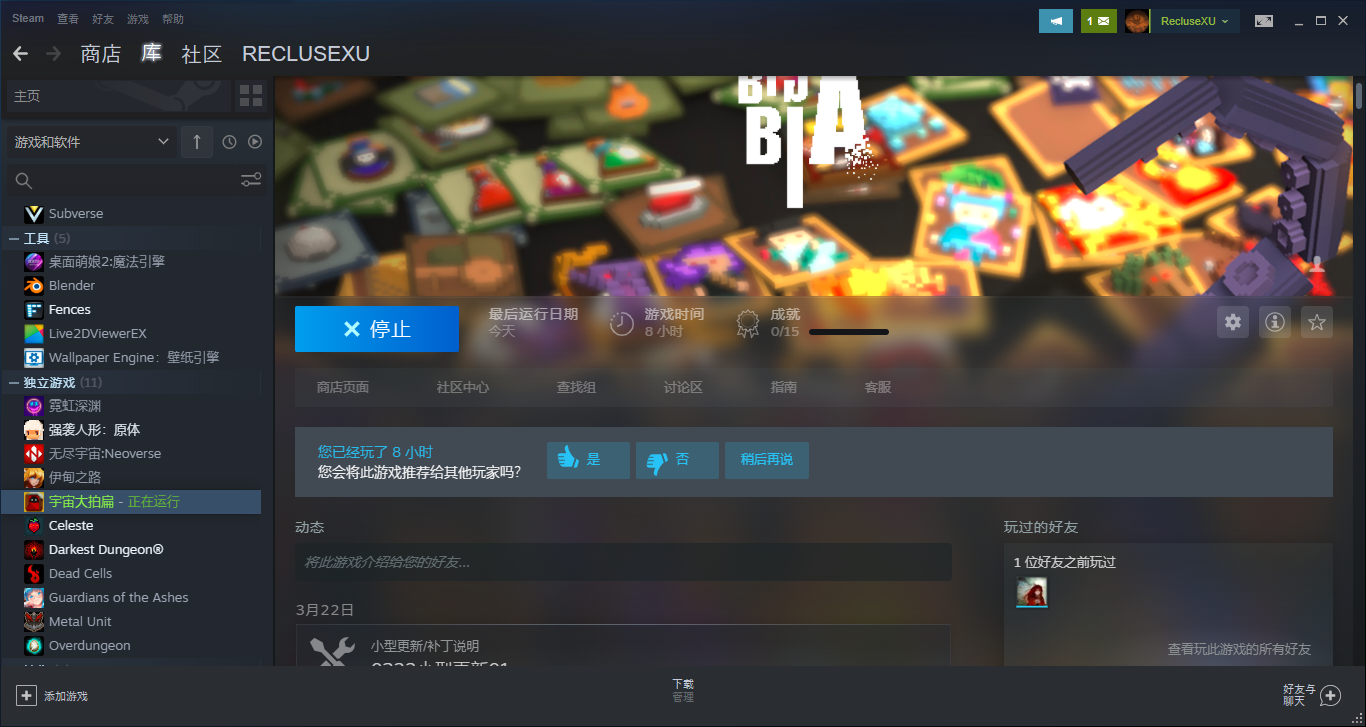 Steam 查看 好友 游戏 帮助
1 RecluseXU
商店 库 社区 RECLUSEXU
主页
游戏和软件
Subverse
工具 (5)
桌面萌娘2:魔法引擎
Blender
Fences
Live2DViewerEX
Wallpaper Engine：壁纸引擎
独立游戏 (11)
霓虹深渊
强袭人形：原体
无尽宇宙:Neoverse
伊甸之路
宇宙大拍扁 - 正在运行
Celeste
Darkest Dungeon®
Dead Cells
Guardians of the Ashes
Metal Unit
Overdungeon
添加游戏
停止
最后运行日期
今天
游戏时间
8 小时
成就
0/15
商店页面 社区中心 查找组 讨论区 指南 客服
您已经玩了 8 小时
您会将此游戏推荐给其他玩家吗?
是 否 稍后再说
动态
将此游戏介绍给您的好友...
3月22日
小型更新/补丁说明
0322小型更新01
玩过的好友
1 位好友之前玩过
查看玩此游戏的所有好友
下载
管理
好友与
聊天